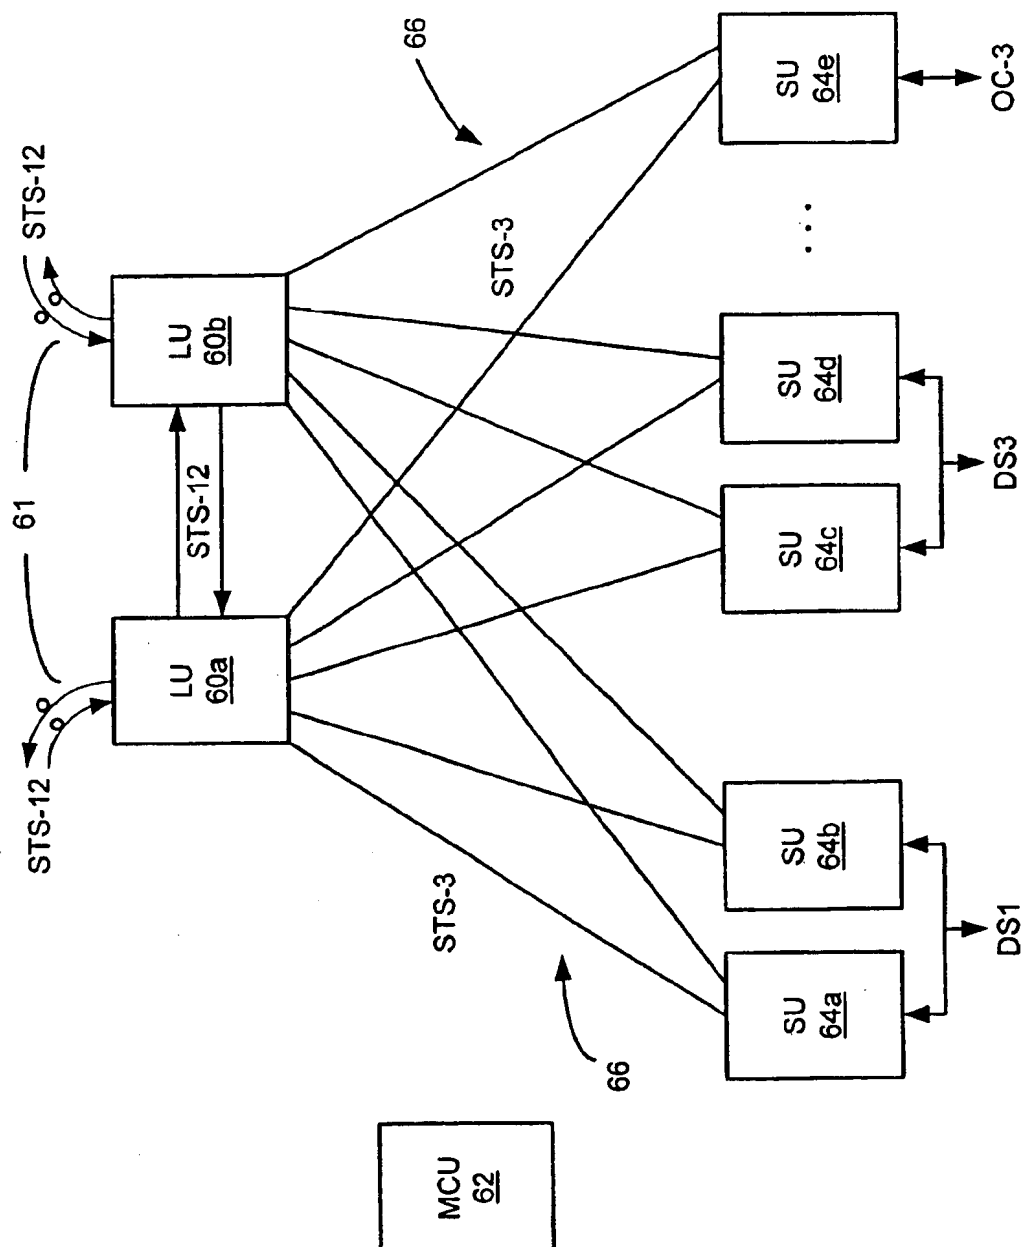 61
STS-12
STS-12
LU
60a
STS-12
LU
60b
66
STS-3
STS-3
66
MCU
62
SU
64a
SU
64b
SU
64c
SU
64d
. . .
SU
64e
DS1
DS3
OC-3